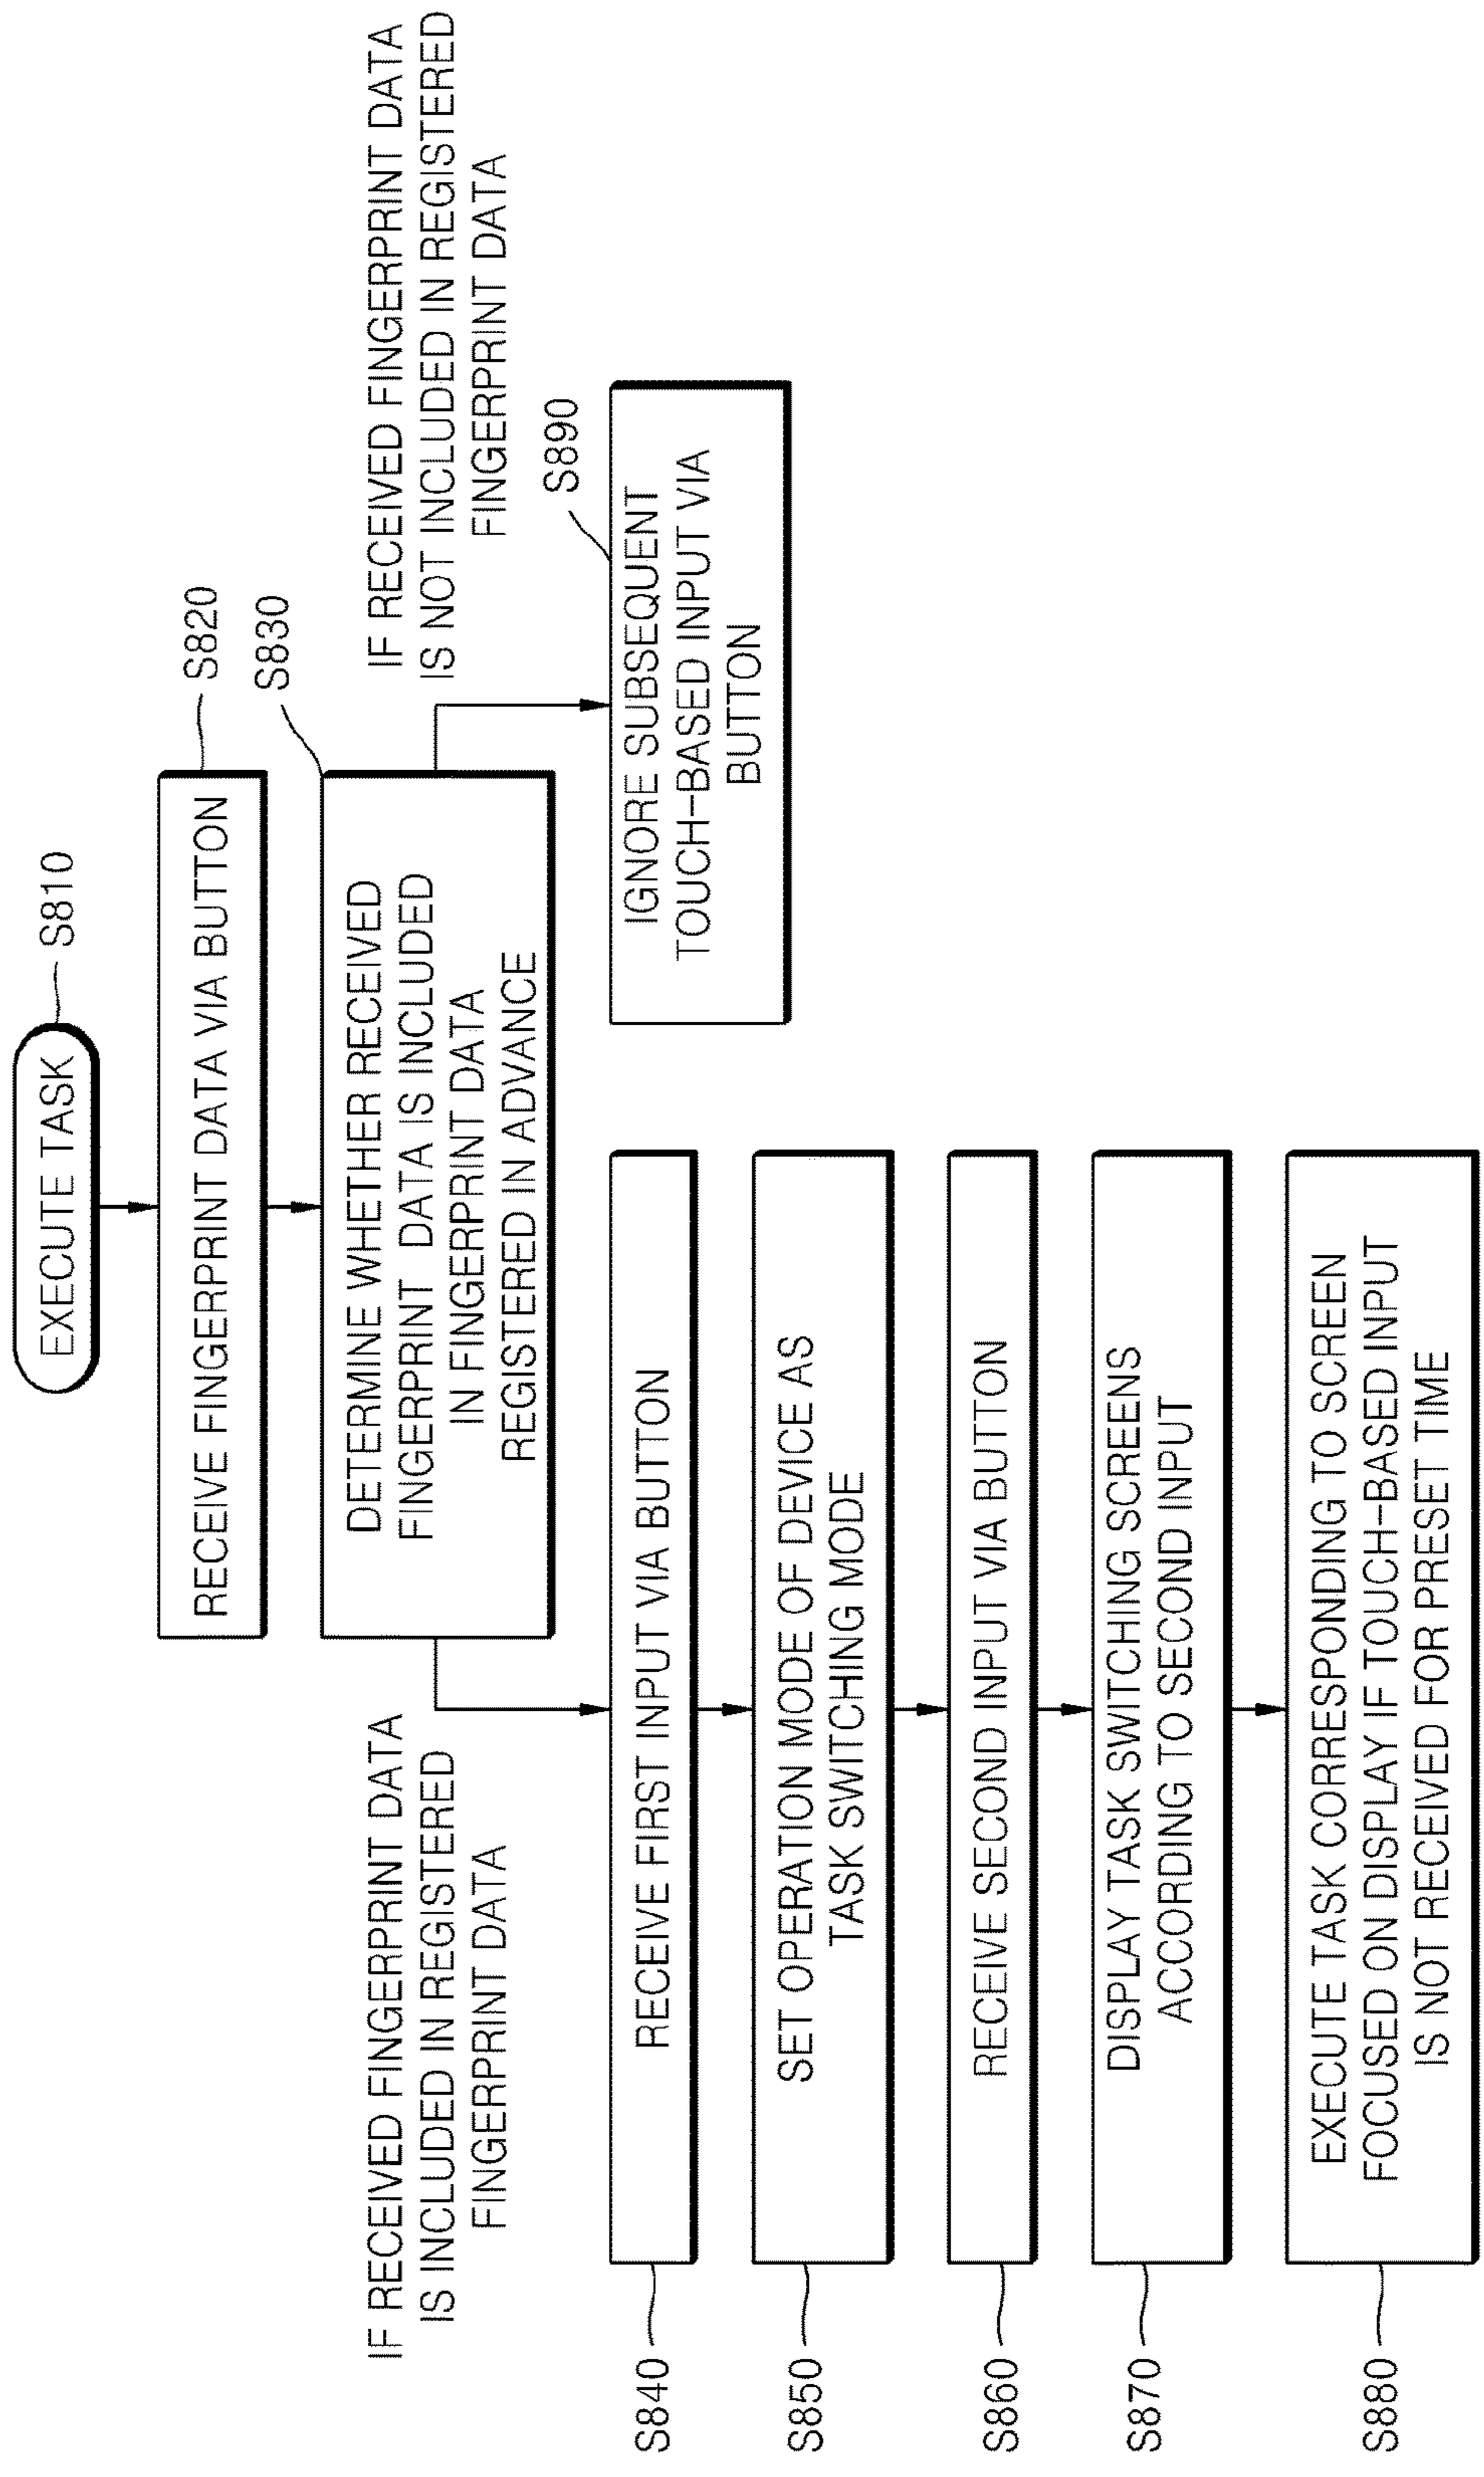 EXECUTE TASK
S810
RECEIVE FINGERPRINT DATA VIA BUTTON
S820
DETERMINE WHETHER RECEIVED
FINGERPRINT DATA IS INCLUDED
IN FINGERPRINT DATA
REGISTERED IN ADVANCE
S830
IF RECEIVED FINGERPRINT DATA
IS INCLUDED IN REGISTERED
FINGERPRINT DATA
IF RECEIVED FINGERPRINT DATA
IS NOT INCLUDED IN REGISTERED
FINGERPRINT DATA
S840
RECEIVE FIRST INPUT VIA BUTTON
S890
IGNORE SUBSEQUENT
TOUCH-BASED INPUT VIA
BUTTON
S850
SET OPERATION MODE OF DEVICE AS
TASK SWITCHING MODE
S860
RECEIVE SECOND INPUT VIA BUTTON
S870
DISPLAY TASK SWITCHING SCREENS
ACCORDING TO SECOND INPUT
S880
EXECUTE TASK CORRESPONDING TO SCREEN
FOCUSED ON DISPLAY IF TOUCH-BASED INPUT
IS NOT RECEIVED FOR PRESET TIME